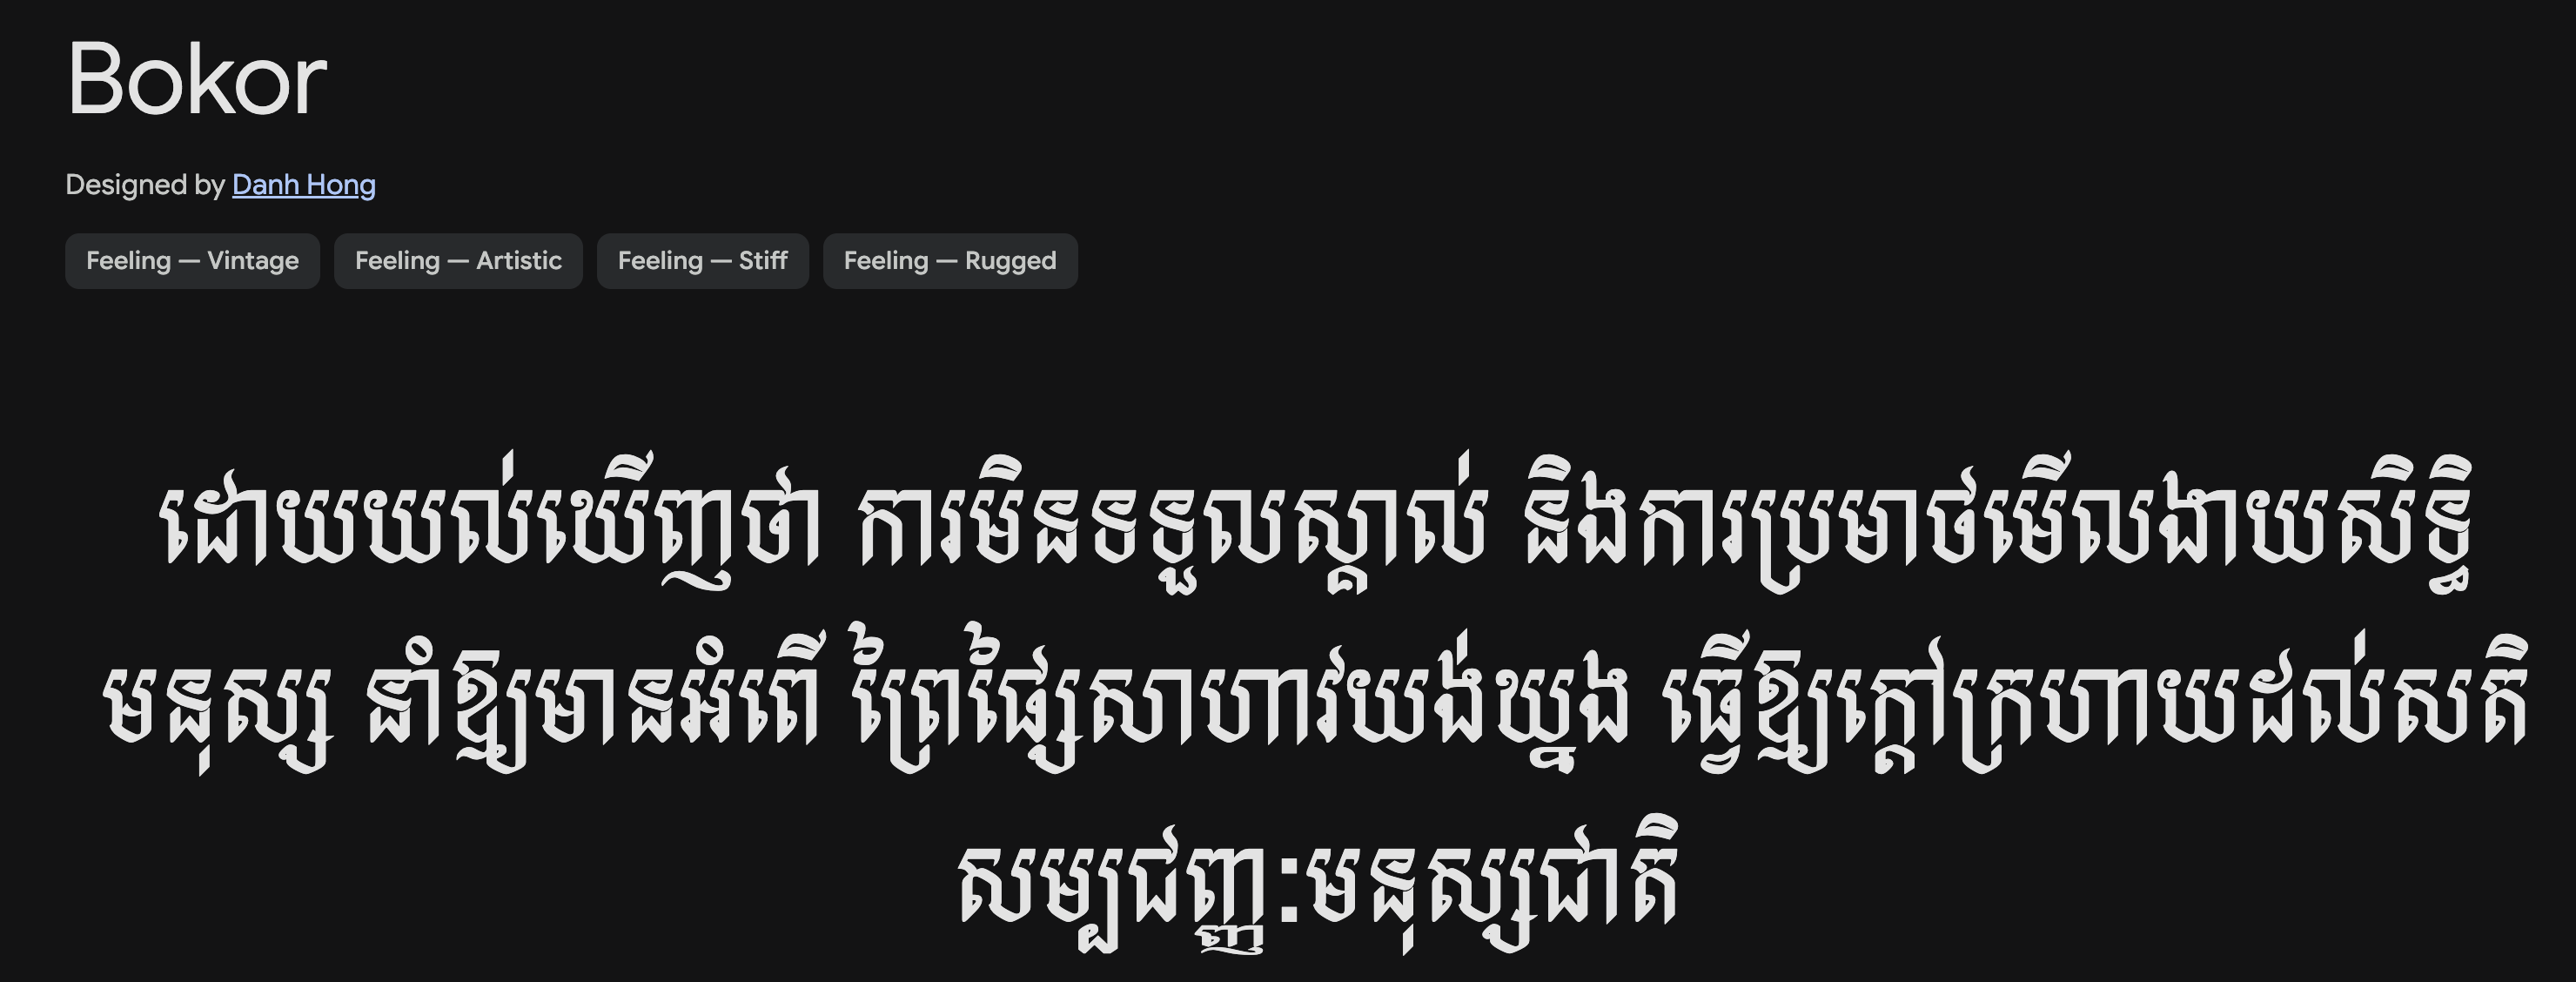 Bokor
Designed by Danh Hong
Feeling — Vintage Feeling — Artistic Feeling — Stiff Feeling — Rugged
ដោយយល់ឃើញថា ការមិនទទួលស្គាល់ និងការប្រមាថមើលងាយសិទ្ធិ
មនុស្ស នាំឱ្យមានអំពើ ព្រៃផ្សៃសាហាវយង់ឃ្នង ធ្វើឱ្យក្ដៅក្រហាយដល់សតិ
សម្បជញ្ញៈមនុស្សជាតិ